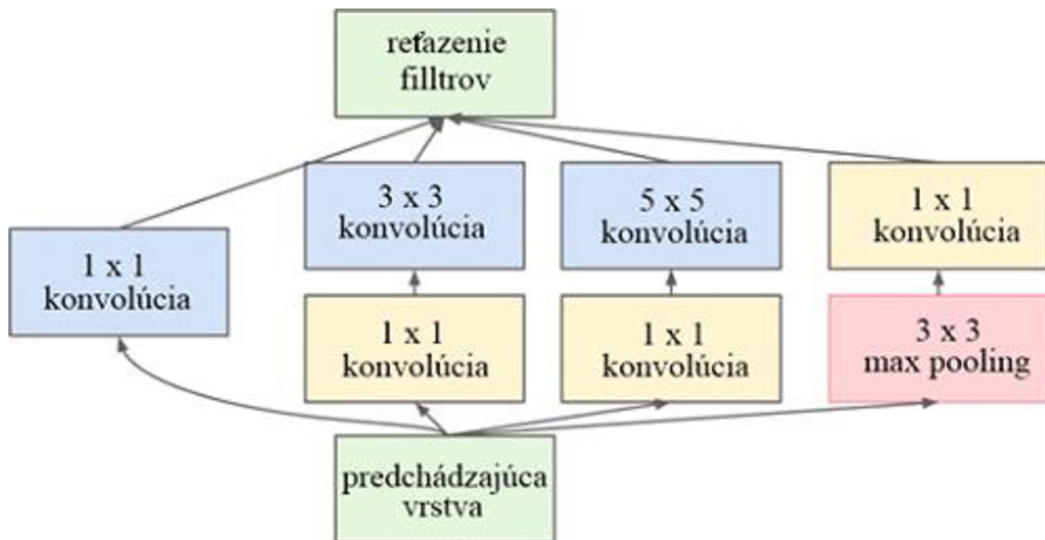 reťazenie
filltrov
3 x 3
konvolúcia
5 x 5
konvolúcia
1 x 1
konvolúcia
1 x 1
konvolúcia
1 x 1
konvolúcia
1 x 1
konvolúcia
3 x 3
max pooling
predchádzajúca
vrstva